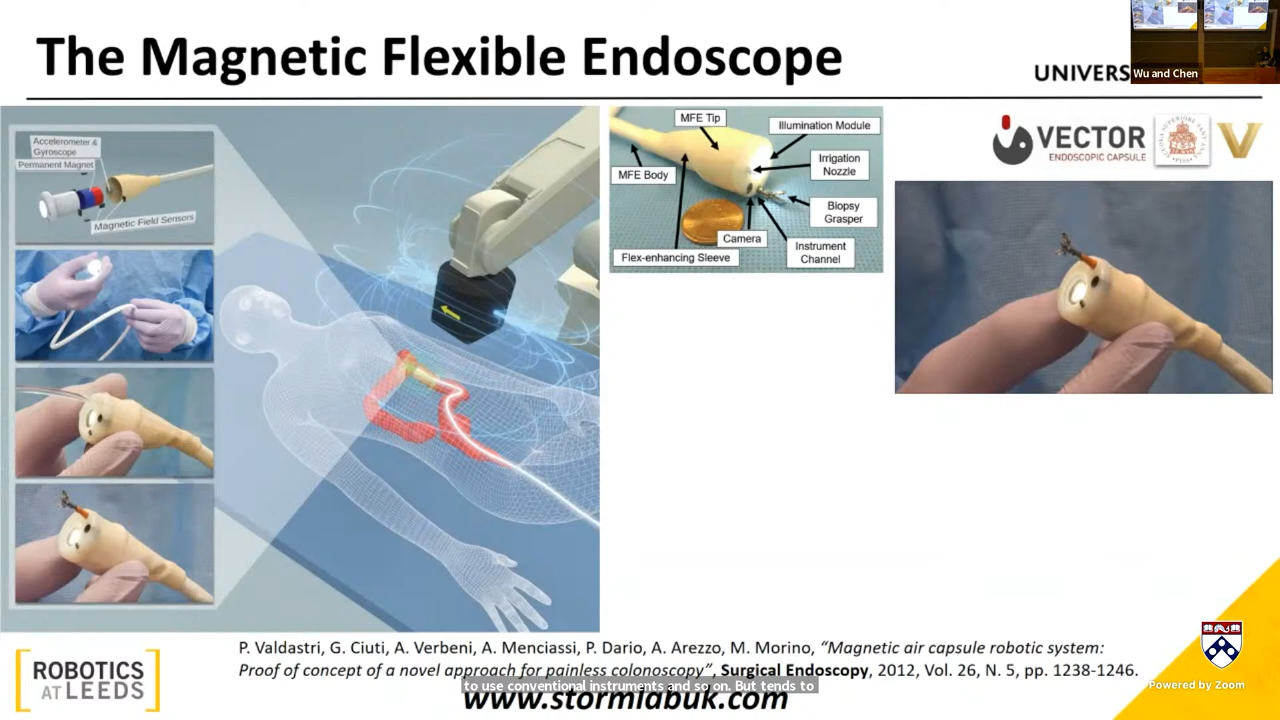 The Magnetic Flexible Endoscope
UNIVERS
Wu and Chen
Accelerometer &
Gyroscope
Permanent Magnet
Magnetic Field Sensors
MFE Tip
Illumination Module
Irrigation
Nozzle
MFE Body
Biopsy
Grasper
Camera
Instrument
Channel
Flex-enhancing Sleeve
VECTOR
ENDOSCOPIC CAPSULE
V
P. Valdastri, G. Ciuti, A. Verbeni, A. Menciassi, P. Dario, A. Arezzo, M. Morino, “Magnetic air capsule robotic system:
Proof of concept of a novel approach for painless colonoscopy”, Surgical Endoscopy, 2012, Vol. 26, N. 5, pp. 1238-1246.
to use conventional instruments and so on. But tends to
www.stormlabuk.com
ROBOTICS
AT LEEDS
Powered by Zoom